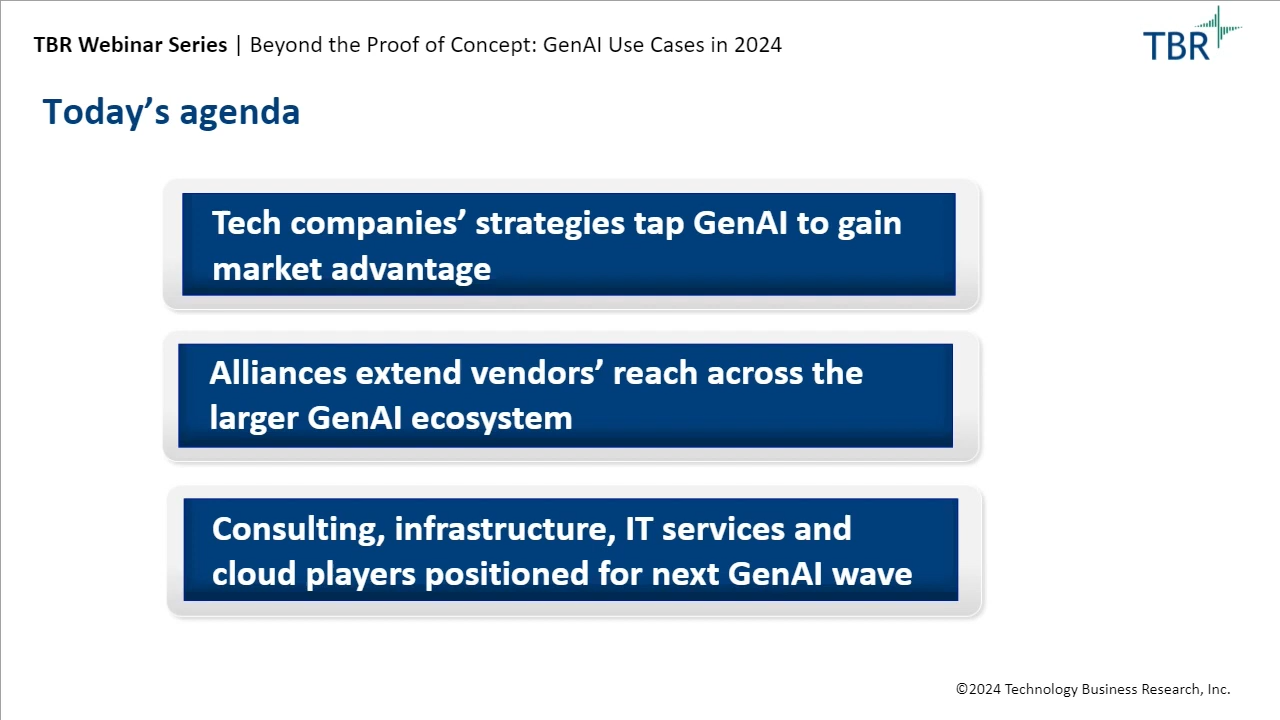 TBR Webinar Series | Beyond the Proof of Concept: GenAI Use Cases in 2024
TBR
Today’s agenda
Tech companies’ strategies tap GenAI to gain
market advantage
Alliances extend vendors’ reach across the
larger GenAI ecosystem
Consulting, infrastructure, IT services and
cloud players positioned for next GenAI wave
©2024 Technology Business Research, Inc.